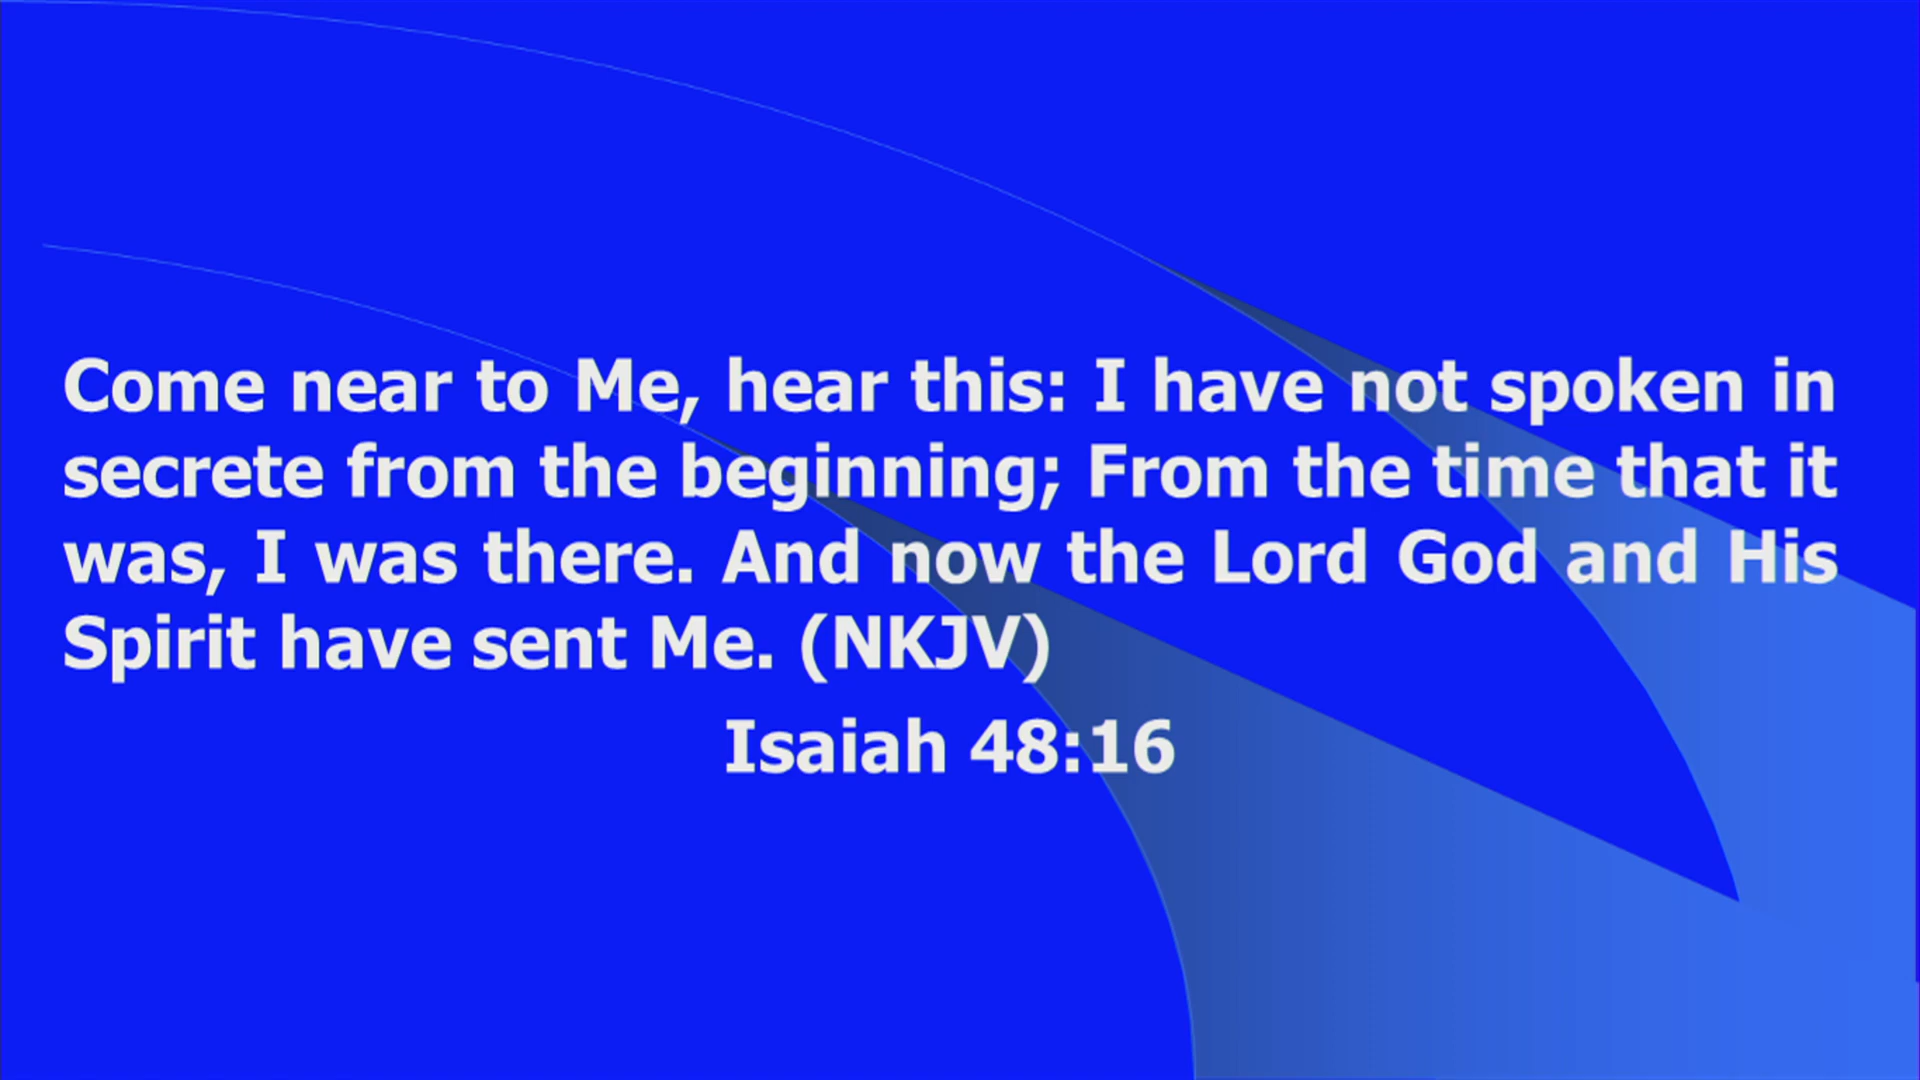 Come near to Me, hear this: I have not spoken in
secrete from the beginning; From the time that it
was, I was there. And now the Lord God and His
Spirit have sent Me. (NKJV)
Isaiah 48:16